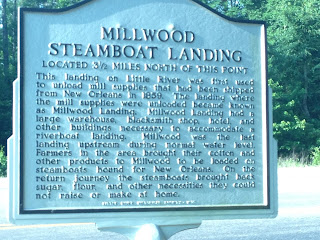 MILLWOOD
STEAMBOAT LANDING
LOCATED 3½ MILES NORTH OF THIS POINT
This landing on Little River was first used
to unload mill supplies that had been shipped
from New Orleans in 1836. The landing where
the mill supplies were unloaded became known
as Millwood Landing. Millwood Landing had a
large warehouse, blacksmith shop, hotel and
other buildings necessary to accommodate a
riverboat landing. Millwood was the last
landing upstream during normal water level.
Farmers in the area brought their cotton and
other products to Millwood to be loaded on
steamboats bound for New Orleans. On the
return journey the steamboats brought back
sugar, flour, and other necessities they could
not raise or make at home.